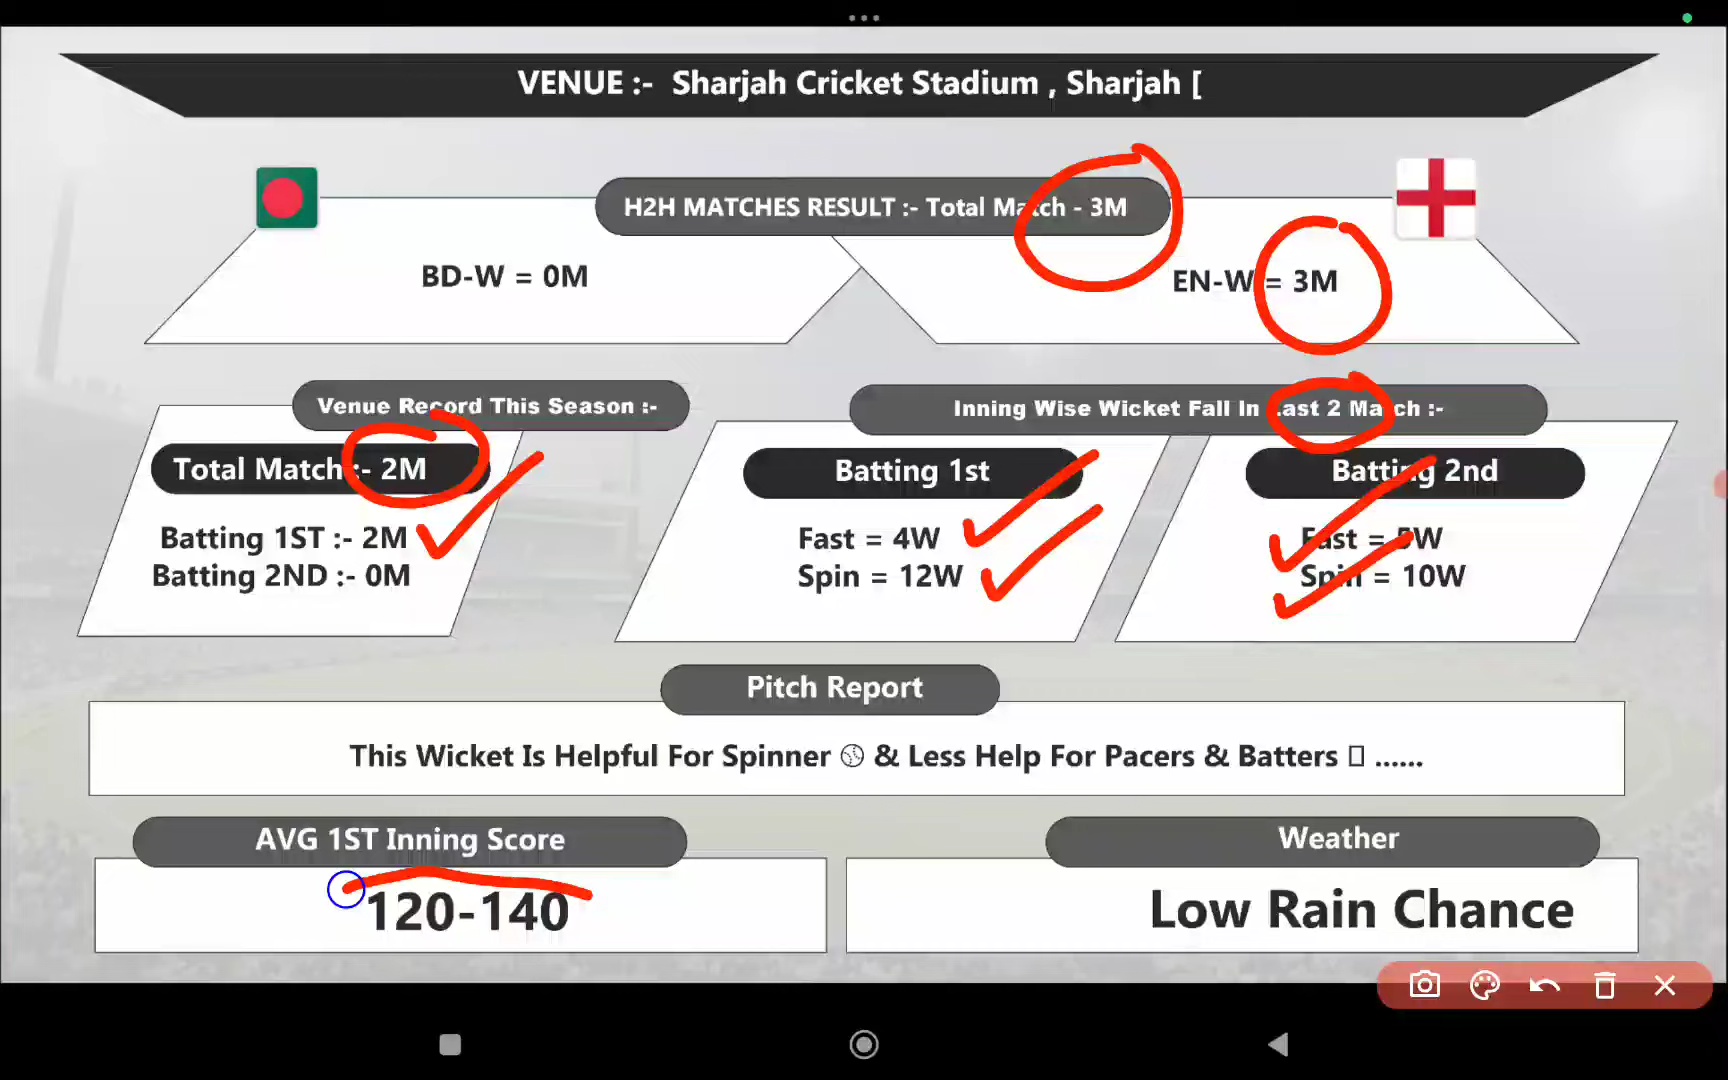 VENUE :- Sharjah Cricket Stadium , Sharjah [
H2H MATCHES RESULT :- Total Match - 3M
BD-W = 0M
EN-W = 3M
Venue Record This Season :-
Total Match :- 2M
Batting 1ST :- 2M
Batting 2ND :- 0M
Inning Wise Wicket Fall In Last 2 Match :-
Batting 1st
Fast = 4W
Spin = 12W
Batting 2nd
Fast = 5W
Spin = 10W
Pitch Report
This Wicket Is Helpful For Spinner ⚾ & Less Help For Pacers & Batters ▯ ......
AVG 1ST Inning Score
120-140
Weather
Low Rain Chance